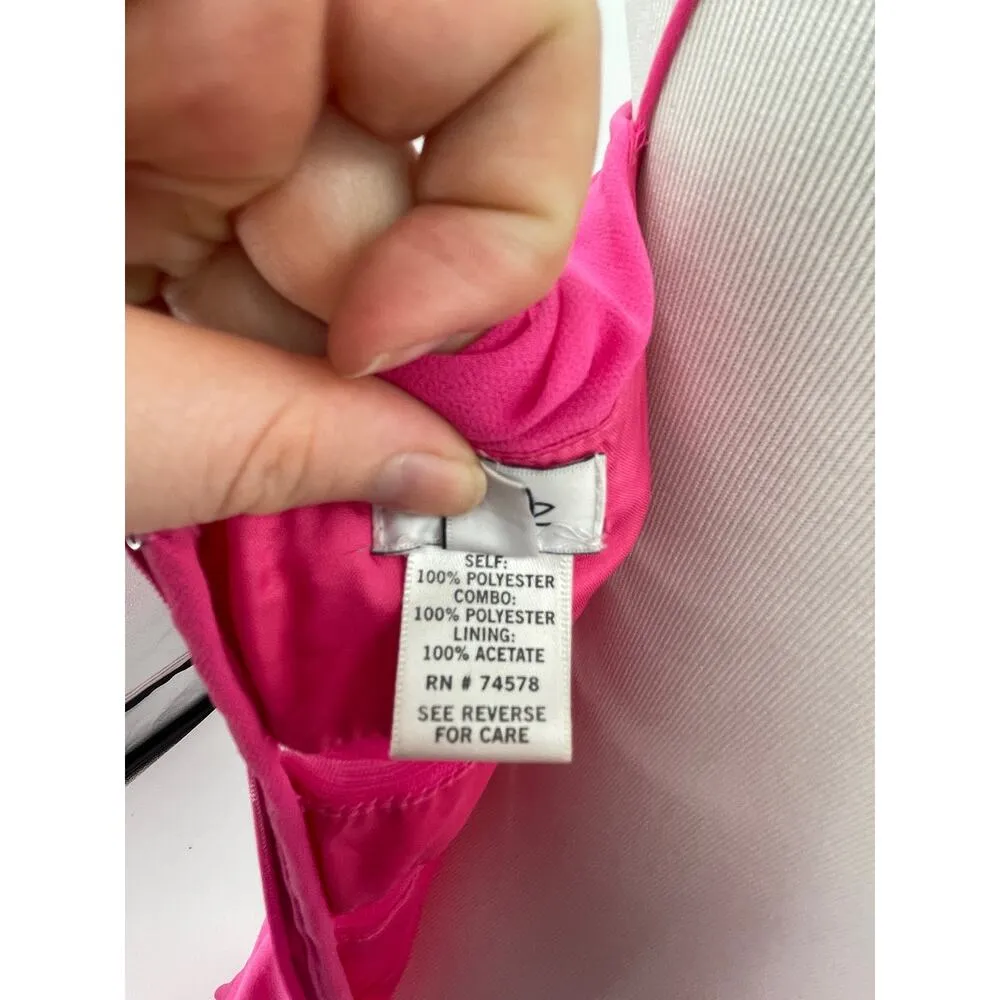 SELF:
100% POLYESTER
COMBO:
100% POLYESTER
LINING:
100% ACETATE
RN # 74578
SEE REVERSE
FOR CARE